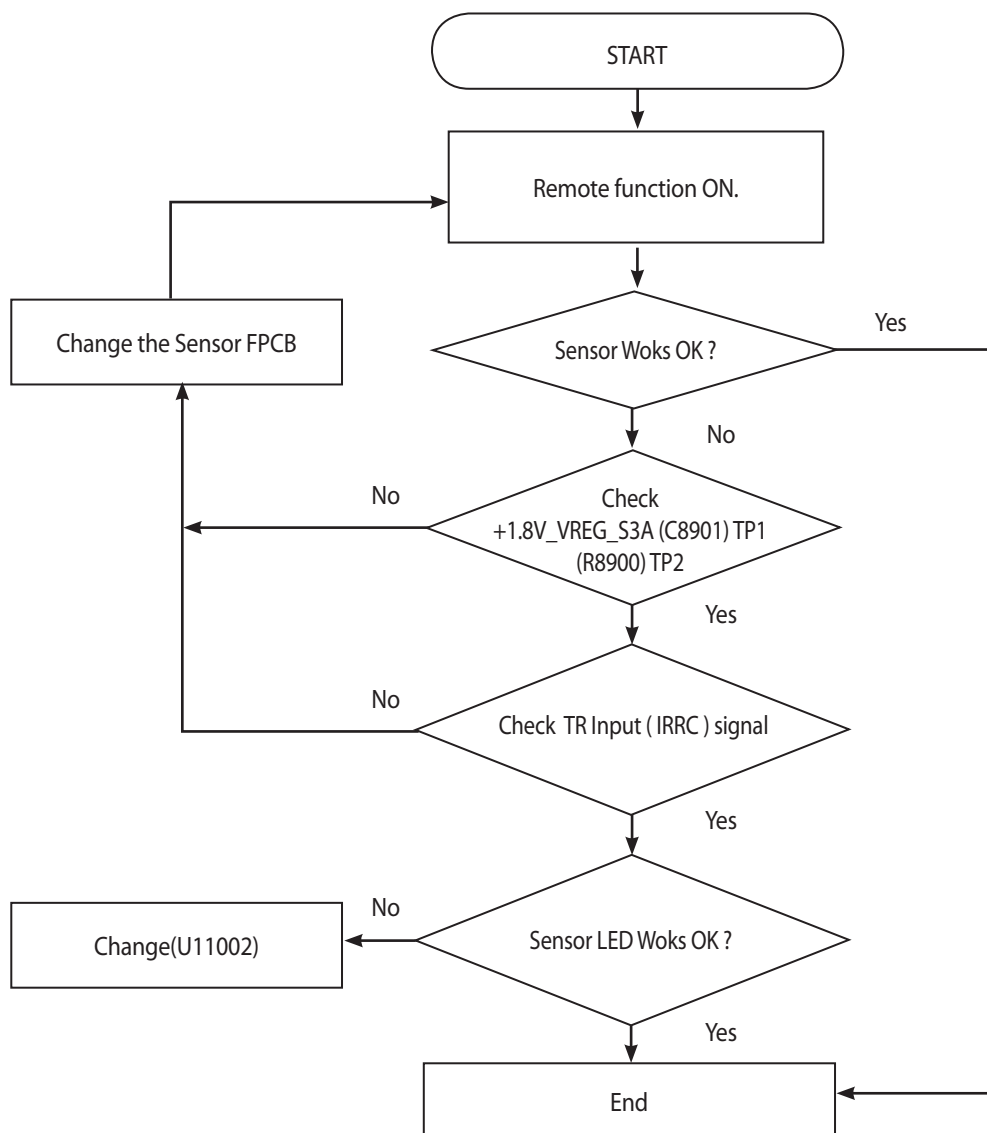 START
Remote function ON.
Change the Sensor FPCB
Sensor Woks OK ?
Yes
No
No
Check
+1.8V_VREG_S3A (C8901) TP1
(R8900) TP2
Yes
No
Check TR Input ( IRRC ) signal
Yes
No
Change(U11002)
Sensor LED Woks OK ?
Yes
End